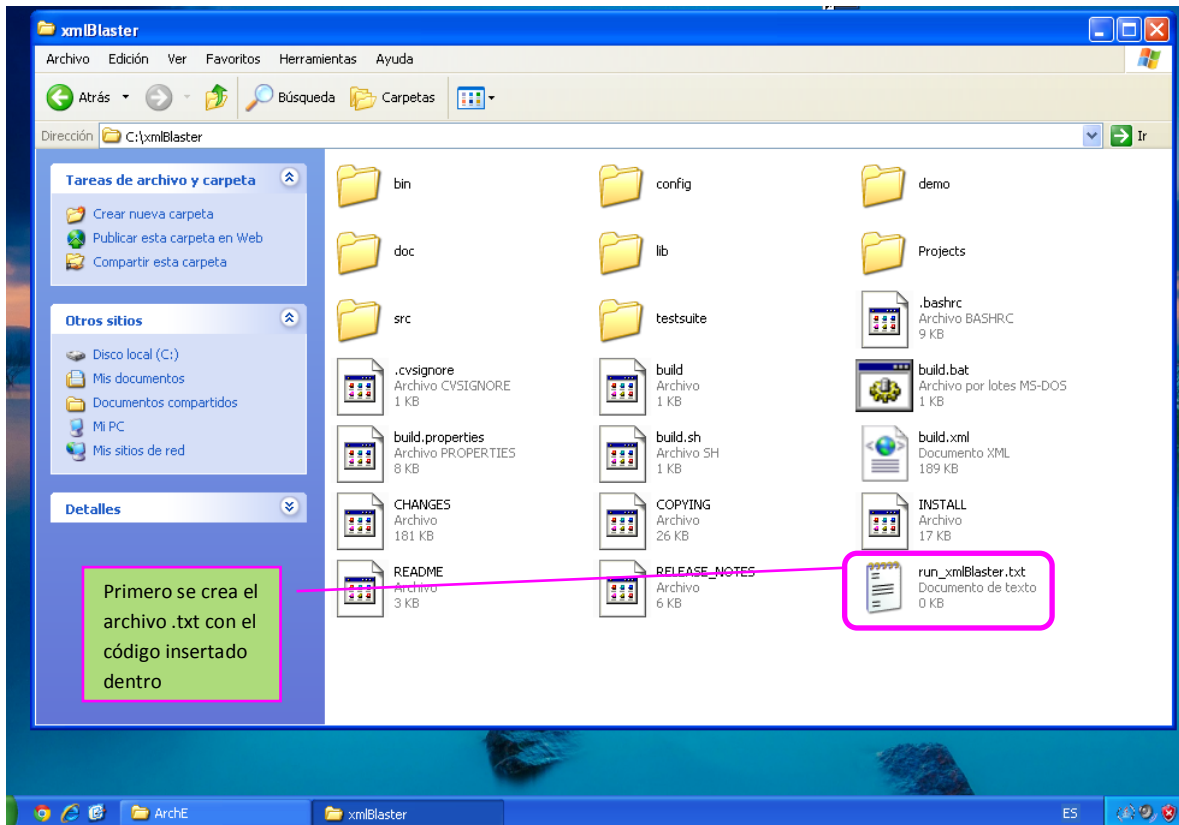 xmlBlaster
Archivo Edición Ver Favoritos Herramientas Ayuda
Atrás Búsqueda Carpetas
Dirección C:\xmlBlaster Ir
Tareas de archivo y carpeta
Crear nueva carpeta
Publicar esta carpeta en Web
Compartir esta carpeta
Otros sitios
Disco local (C:)
Mis documentos
Documentos compartidos
Mi PC
Mis sitios de red
Detalles
bin
config
demo
doc
lib
Projects
src
testsuite
.bashrc
Archivo BASHRC
9 KB
.cvsignore
Archivo CVSIGNORE
1 KB
build
Archivo
1 KB
build.bat
Archivo por lotes MS-DOS
1 KB
build.properties
Archivo PROPERTIES
8 KB
build.sh
Archivo SH
1 KB
build.xml
Documento XML
189 KB
CHANGES
Archivo
181 KB
COPYING
Archivo
26 KB
INSTALL
Archivo
17 KB
README
Archivo
3 KB
RELEASE_NOTES
Archivo
6 KB
run_xmlBlaster.txt
Documento de texto
0 KB
Primero se crea el
archivo .txt con el
código insertado
dentro
ArchE
xmlBlaster
ES